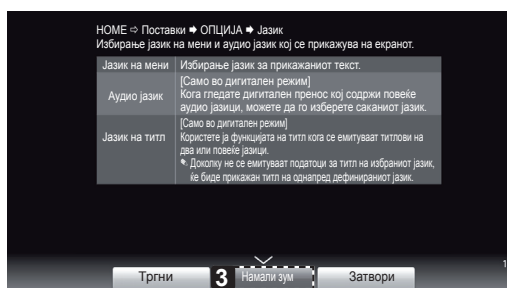 HOME ⇨ Поставки ➡ ОПЦИЈА ➡ Јазик
Избирање јазик на мени и аудио јазик кој се прикажува на екранот.
Јазик на мени Избирање јазик за прикажаниот текст.
Аудио јазик
[Само во дигитален режим]
Кога гледате дигитален пренос кој содржи повеќе
аудио јазици, можете да го изберете саканиот јазик.
Јазик на титл
[Само во дигитален режим]
Користете ја функцијата на титл кога се емитуваат титлови на
два или повеќе јазици.
Доколку не се емитуваат податоци за титл на избраниот јазик,
ќе биде прикажан титл на однапред дефинираниот јазик.
1
Тргни 3 Намали зум Затвори